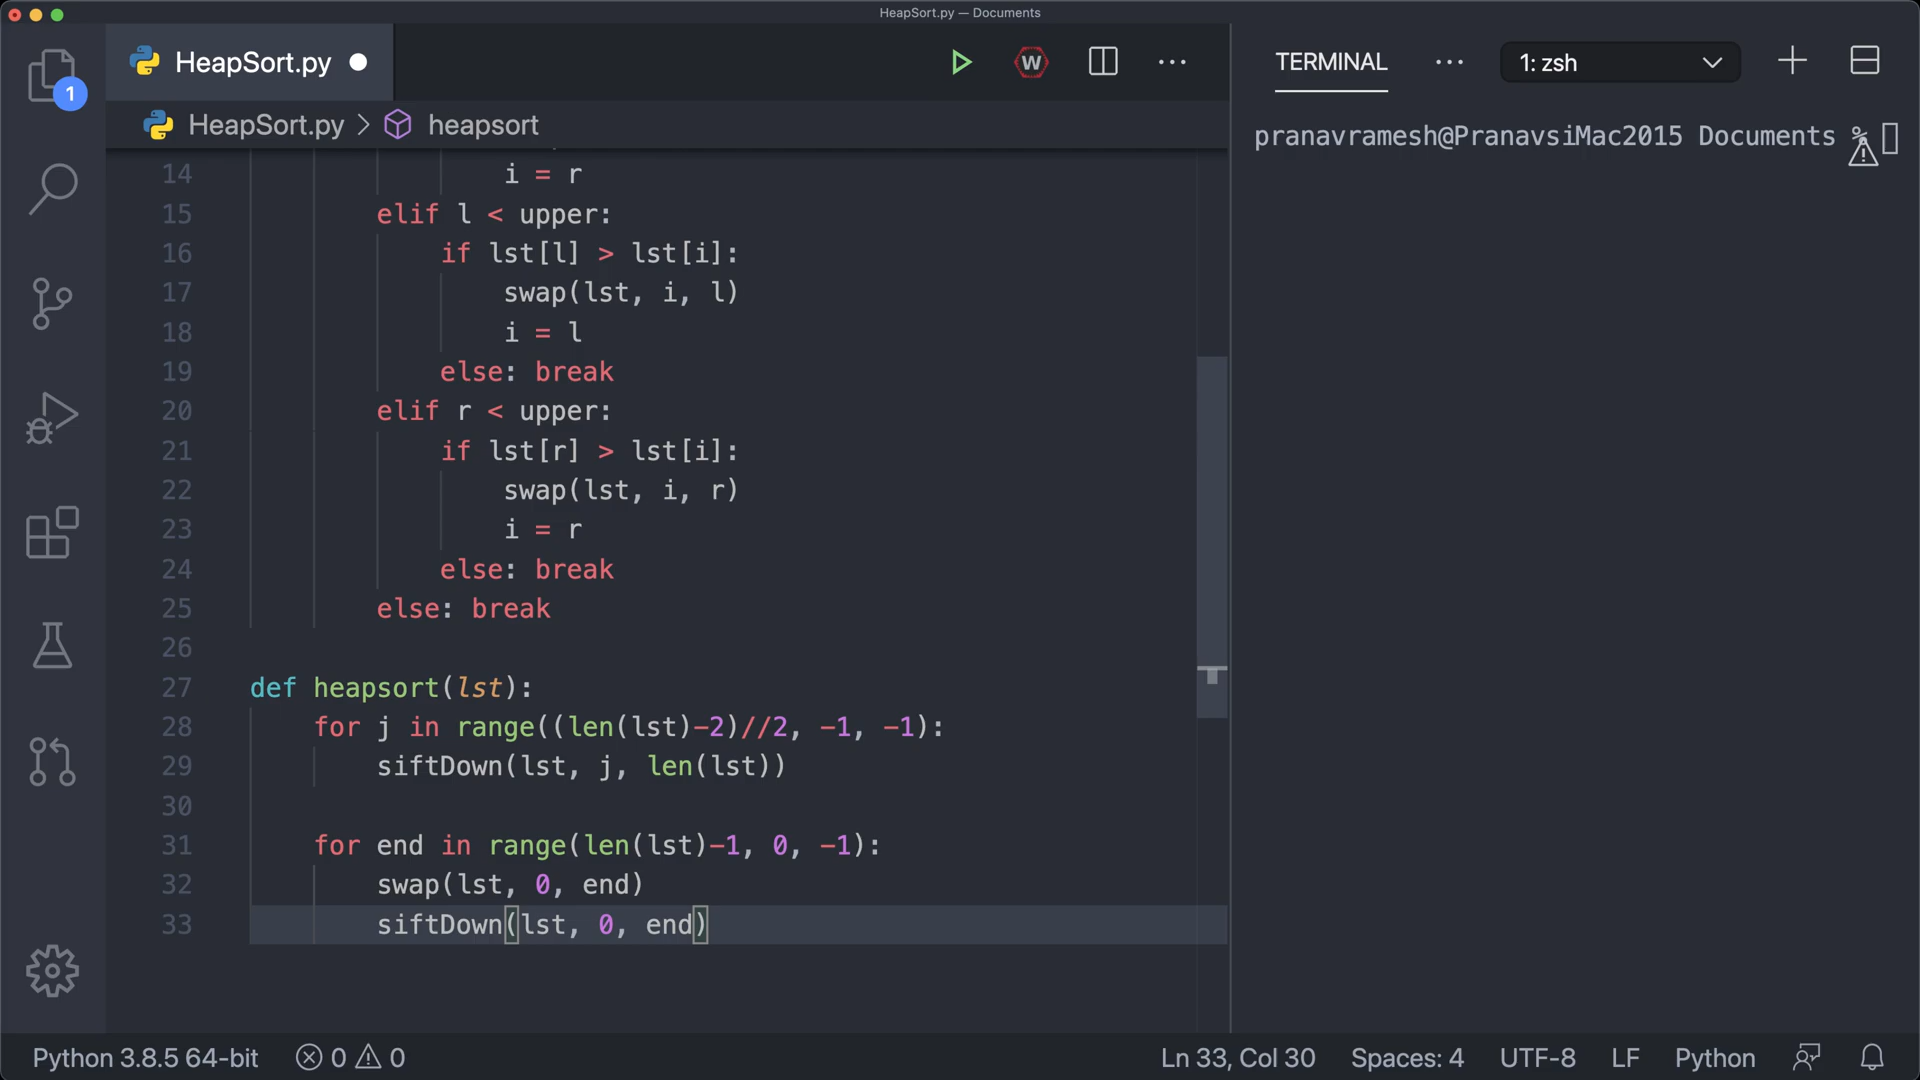 HeapSort.py — Documents
HeapSort.py
W
TERMINAL
1: zsh
1
HeapSort.py > heapsort
pranavramesh@PranavsiMac2015 Documents %
14 i = r
15 elif l < upper:
16 if lst[l] > lst[i]:
17 swap(lst, i, l)
18 i = l
19 else: break
20 elif r < upper:
21 if lst[r] > lst[i]:
22 swap(lst, i, r)
23 i = r
24 else: break
25 else: break
26
27 def heapsort(lst):
28 for j in range((len(lst)-2)//2, -1, -1):
29 siftDown(lst, j, len(lst))
30
31 for end in range(len(lst)-1, 0, -1):
32 swap(lst, 0, end)
33 siftDown(lst, 0, end)
Python 3.8.5 64-bit 0 0 Ln 33, Col 30 Spaces: 4 UTF-8 LF Python